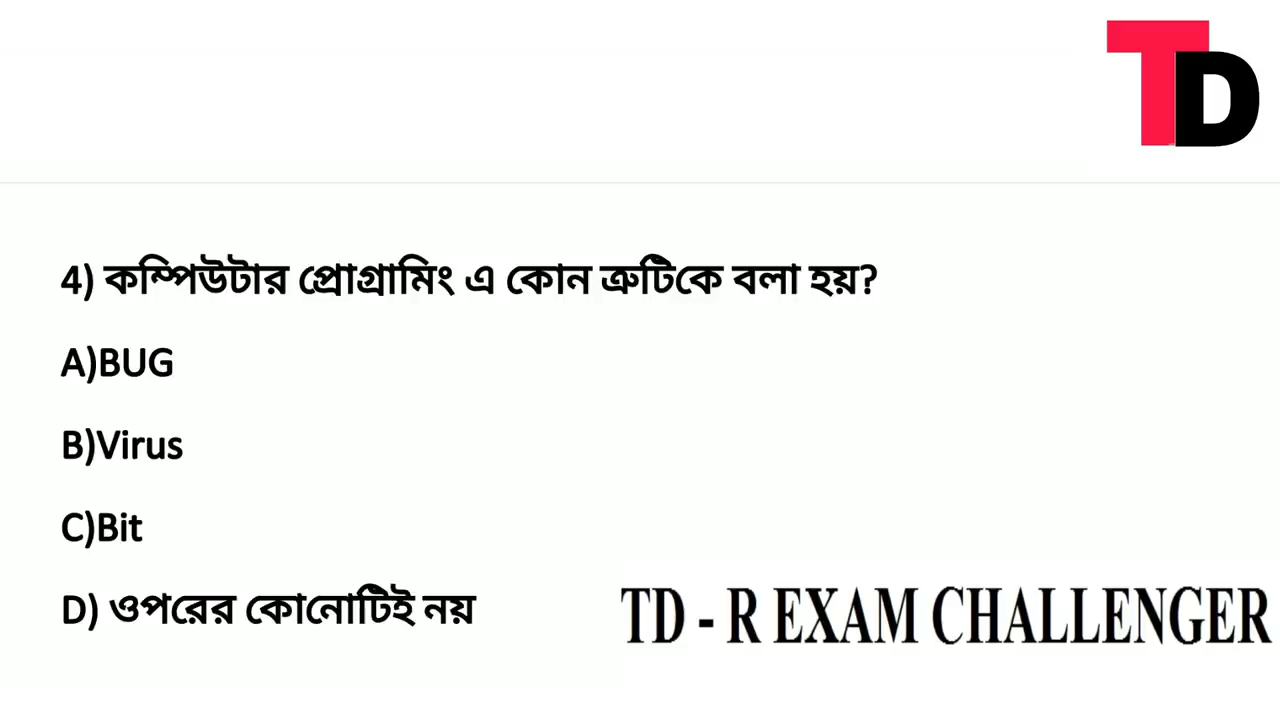 TD
4) কম্পিউটার প্রোগ্রামিং এ কোন ত্রুটিকে বলা হয়?
A)BUG
B)Virus
C)Bit
D) ওপরের কোনোটিই নয়
TD - R EXAM CHALLENGER